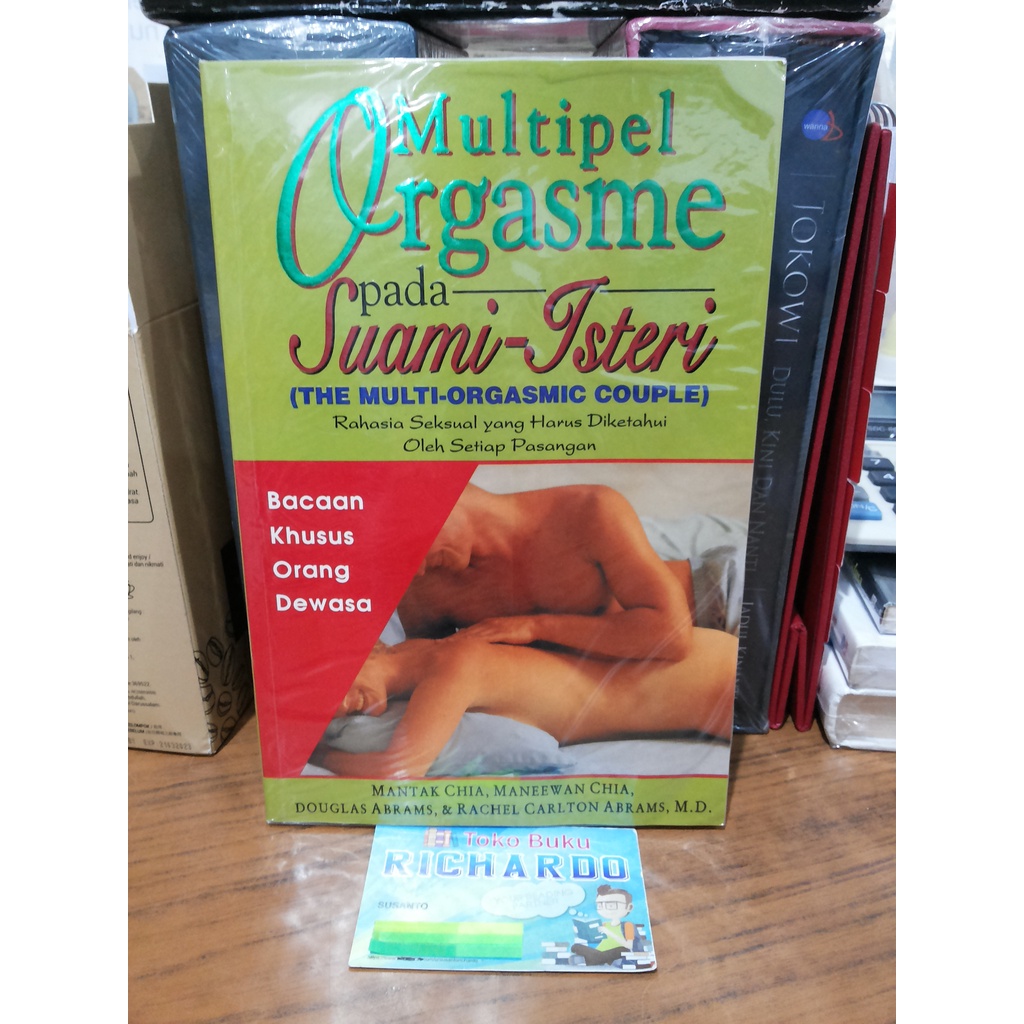 Multipel
Orgasme
pada
Suami-Isteri
(THE MULTI-ORGASMIC COUPLE)
Rahasia Seksual yang Harus Diketahui
Oleh Setiap Pasangan
Bacaan
Khusus
Orang
Dewasa
MANTAK CHIA, MANEEWAN CHIA,
DOUGLAS ABRAMS, & RACHEL CARLTON ABRAMS, M.D.
Toko Buku
RICHARDO
SUSANTO
wanna
JOKOWI DULU, KINI DAN NANTI